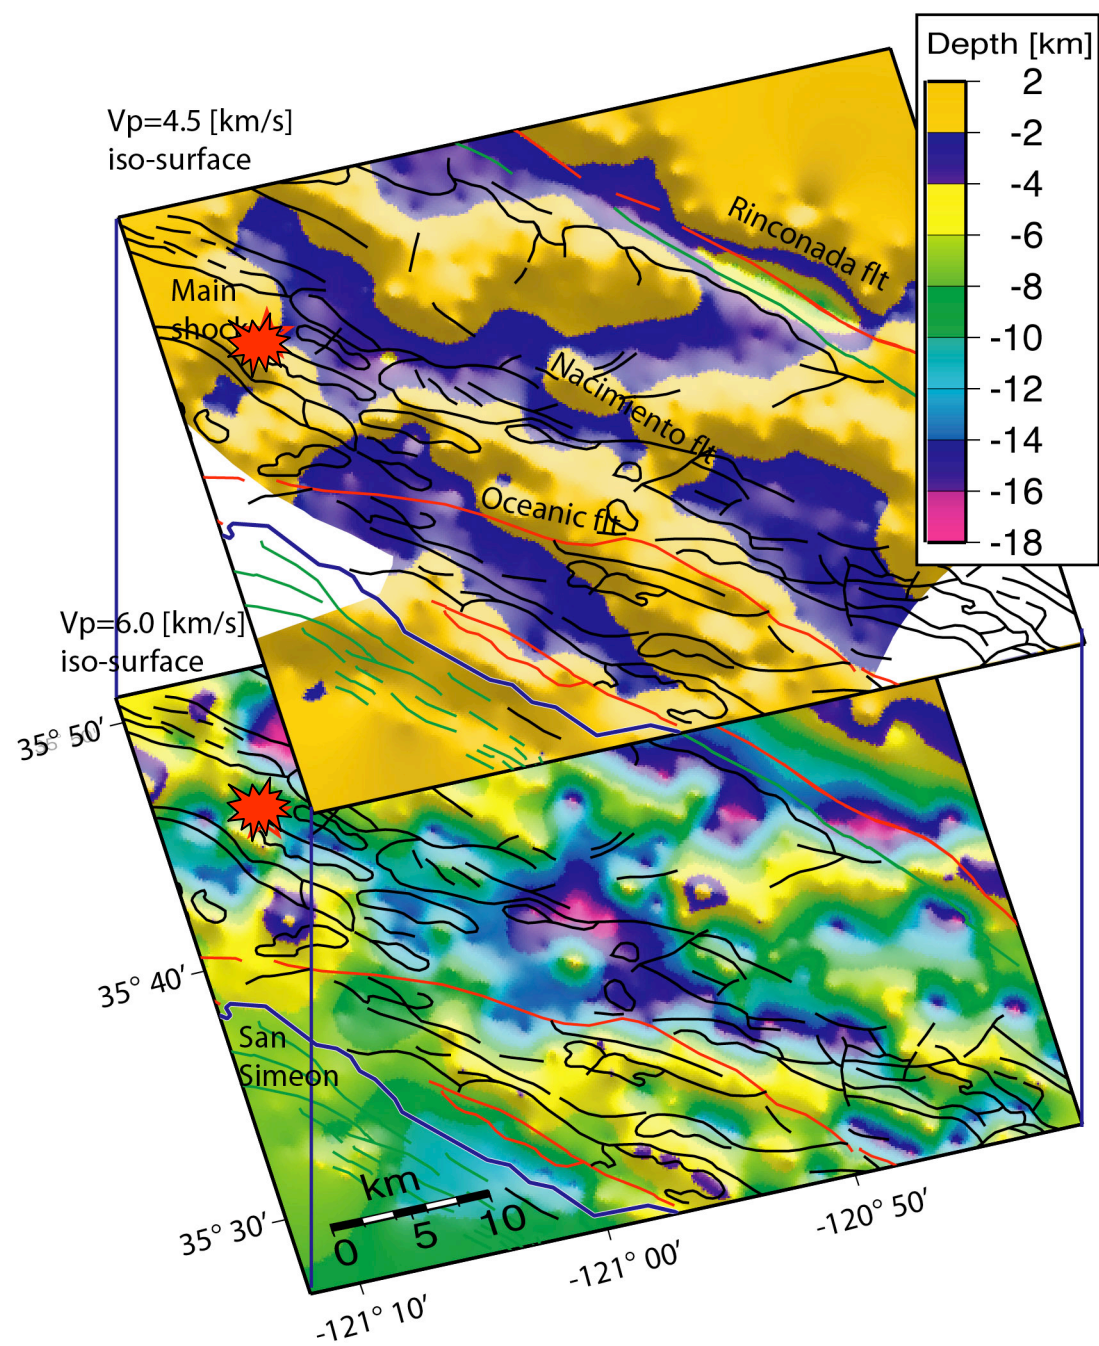 Depth [km]
2
-2
-4
-6
-8
-10
-12
-14
-16
-18
Vp=4.5 [km/s]
iso-surface
Rinconada flt
Main
shock
Nacimiento flt
Oceanic flt
Vp=6.0 [km/s]
iso-surface
35° 50′
35° 40′
San
Simeon
35° 30′
km
0 5 10
-121° 10′
-121° 00′
-120° 50′